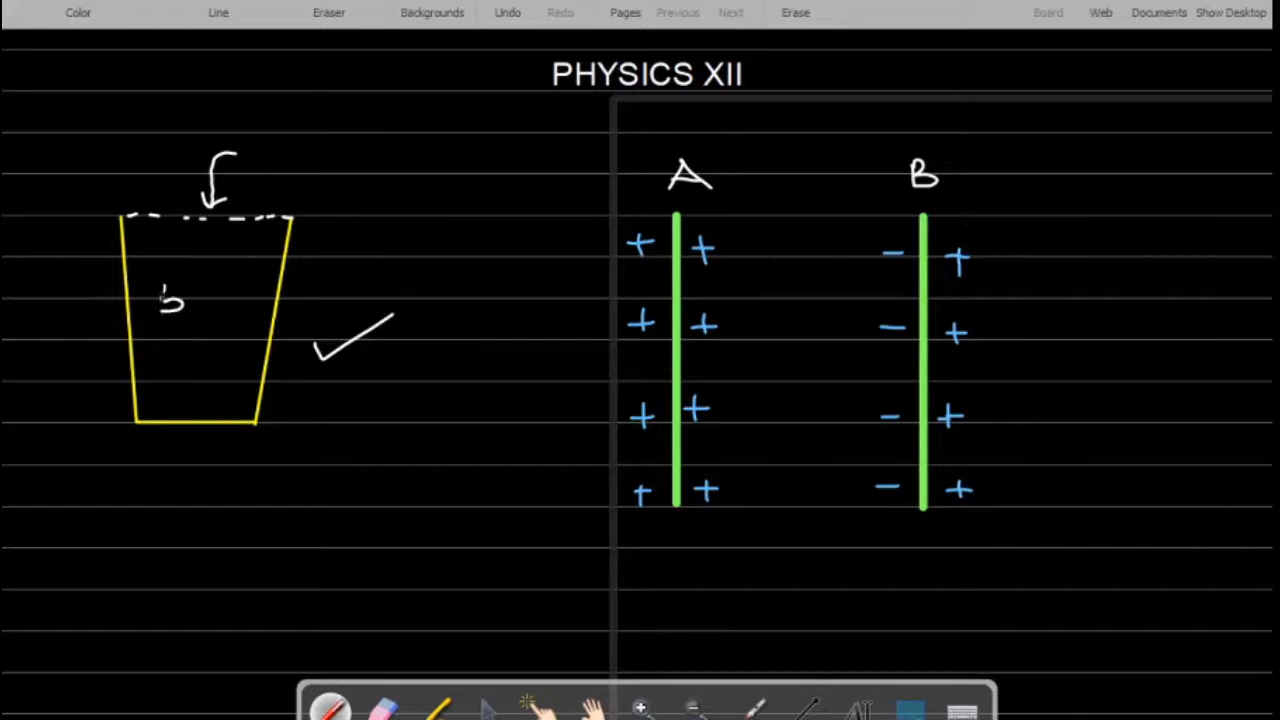 Color Line Eraser Backgrounds Undo Redo Pages Previous Next Erase Board Web Documents Show Desktop
PHYSICS XII
A B
+ + - +
+ + - +
+ + - +
+ + - +